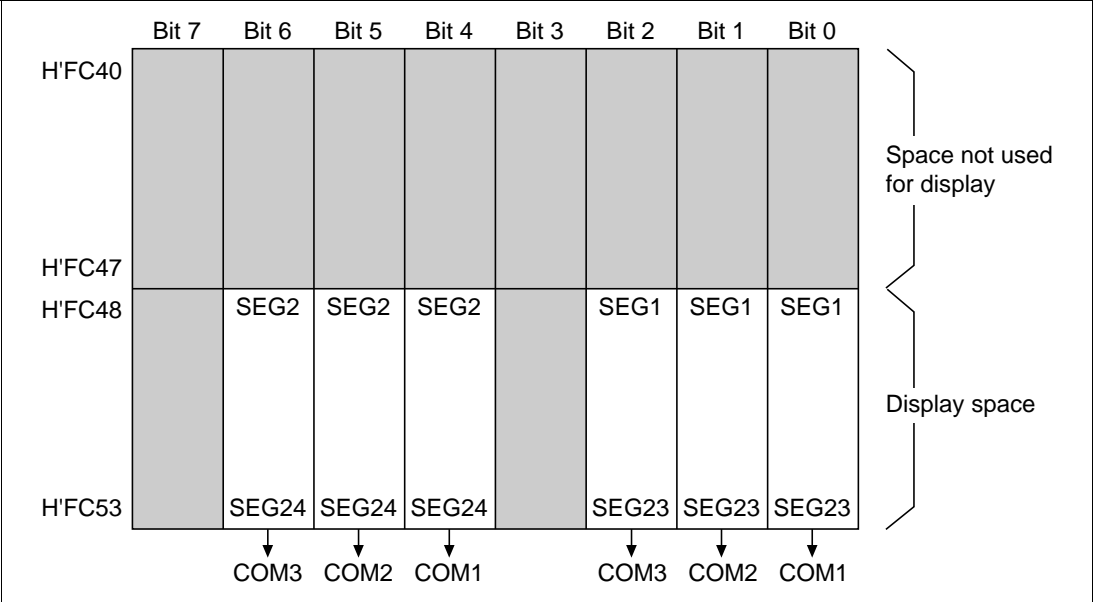 Bit 7 Bit 6 Bit 5 Bit 4 Bit 3 Bit 2 Bit 1 Bit 0
H'FC40
Space not used
for display
H'FC47
H'FC48 SEG2 SEG2 SEG2 SEG1 SEG1 SEG1
Display space
H'FC53 SEG24 SEG24 SEG24 SEG23 SEG23 SEG23
COM3 COM2 COM1 COM3 COM2 COM1